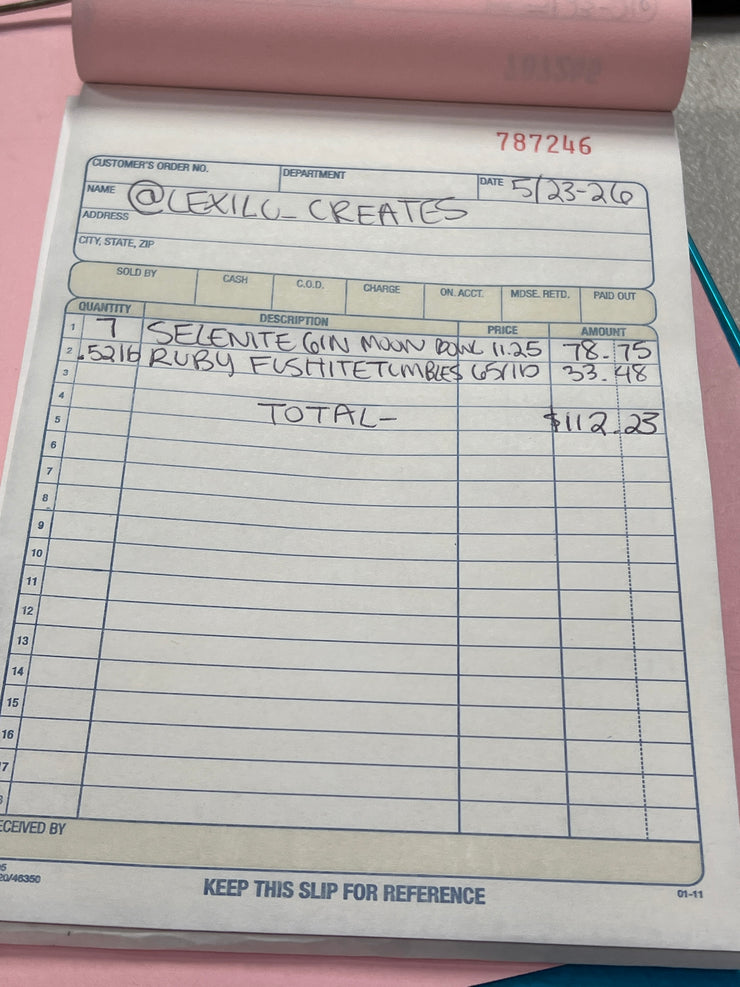 787246
CUSTOMER'S ORDER NO. DEPARTMENT DATE 5/23-26
NAME @LEXILU_CREATES
ADDRESS
CITY, STATE, ZIP
SOLD BY CASH C.O.D. CHARGE ON. ACCT. MDSE. RETD. PAID OUT
QUANTITY DESCRIPTION PRICE AMOUNT
1 7 SELENITE 6IN MOON BOWL 11.25 78.75
2 .52lb RUBY FUSHITE TUMBLES 65/lb 33.48
3
4
5 TOTAL- $112.23
6
7
8
9
10
11
12
13
14
15
16
7
ECEIVED BY
20/46350
KEEP THIS SLIP FOR REFERENCE
01-11